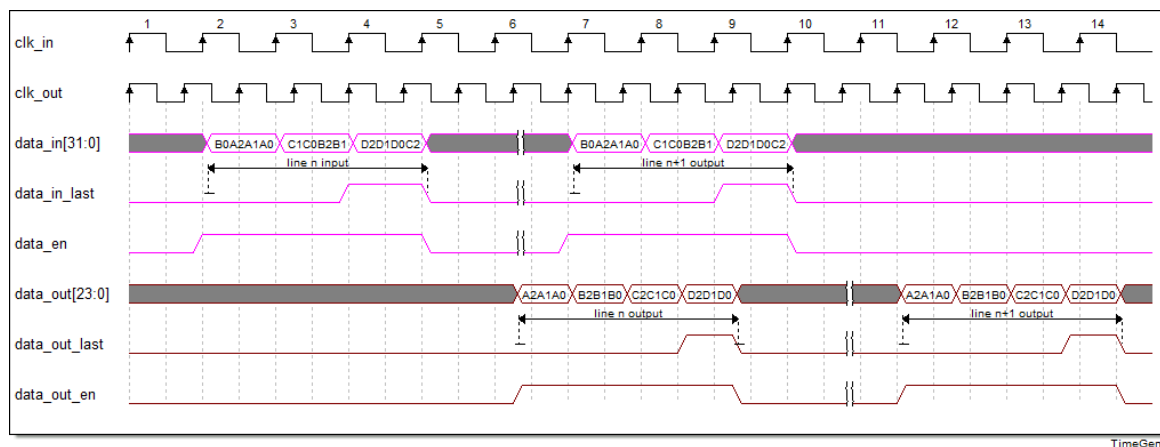 1 2 3 4 5 6 7 8 9 10 11 12 13 14
clk_in
clk_out
data_in[31:0] B0A2A1A0 C1C0B2B1 D2D1D0C2 B0A2A1A0 C1C0B2B1 D2D1D0C2
line n input line n+1 output
data_in_last
data_en
data_out[23:0] A2A1A0 B2B1B0 C2C1C0 D2D1D0 A2A1A0 B2B1B0 C2C1C0 D2D1D0
line n output line n+1 output
data_out_last
data_out_en
TimeGen